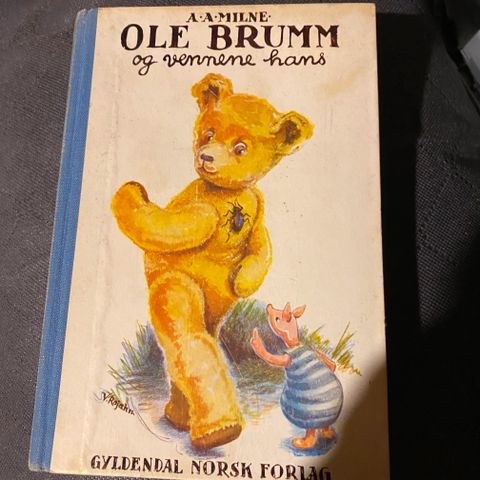 A·A·MILNE·
OLE BRUMM
og vennene hans
GYLDENDAL NORSK FORLAG